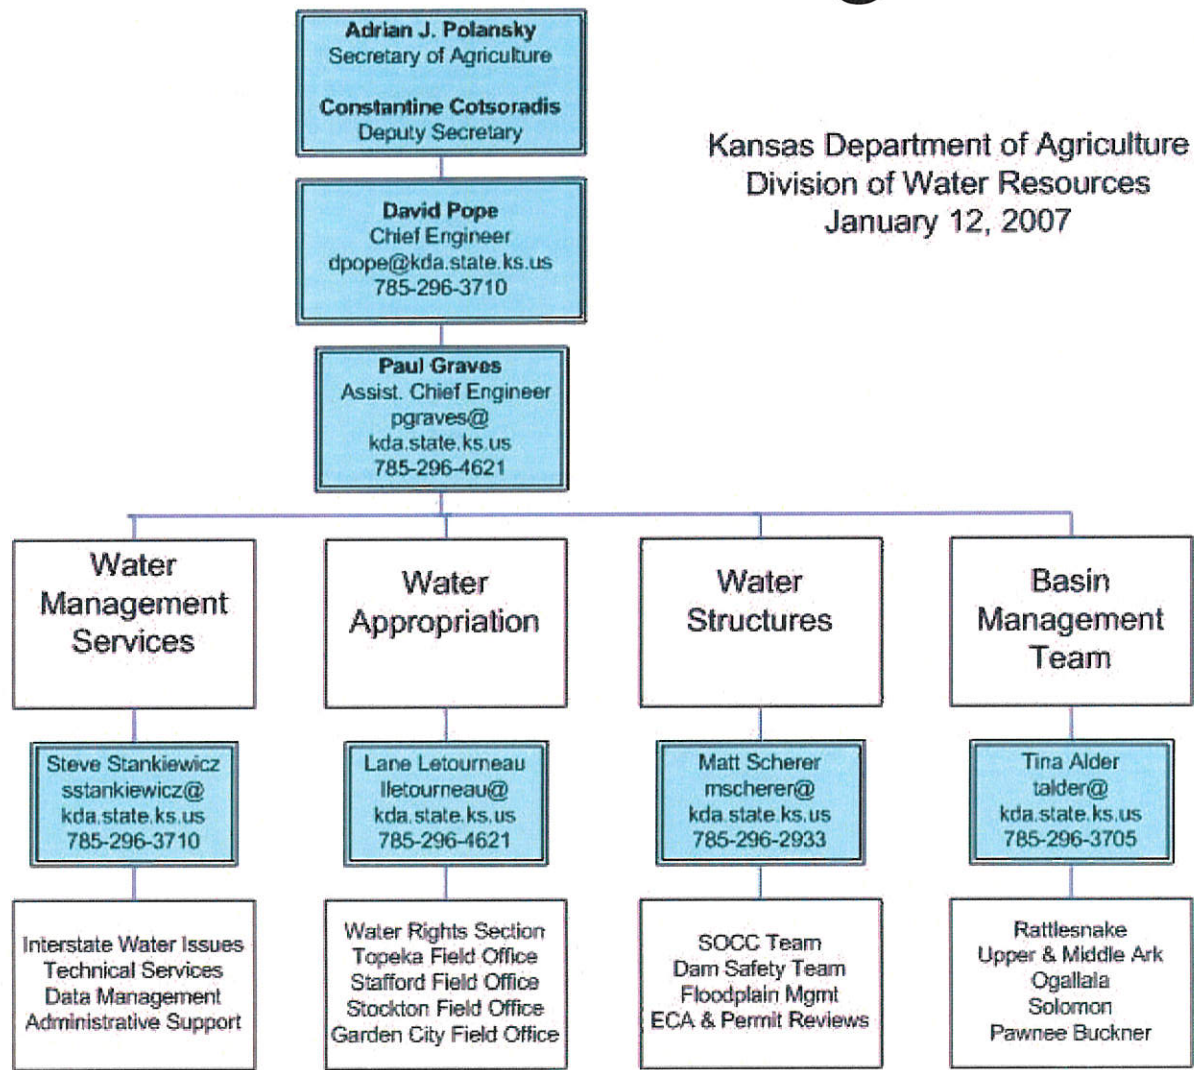 Adrian J. Polansky
Secretary of Agriculture
Constantine Cotsoradis
Deputy Secretary
Kansas Department of Agriculture
Division of Water Resources
January 12, 2007
David Pope
Chief Engineer
dpope@kda.state.ks.us
785-296-3710
Paul Graves
Assist. Chief Engineer
pgraves@
kda.state.ks.us
785-296-4621
Water
Management
Services
Water
Appropriation
Water
Structures
Basin
Management
Team
Steve Stankiewicz
sstankiewicz@
kda.state.ks.us
785-296-3710
Lane Letourneau
lletourneau@
kda.state.ks.us
785-296-4621
Matt Scherer
mscherer@
kda.state.ks.us
785-296-2933
Tina Alder
talder@
kda.state.ks.us
785-296-3705
Interstate Water Issues
Technical Services
Data Management
Administrative Support
Water Rights Section
Topeka Field Office
Stafford Field Office
Stockton Field Office
Garden City Field Office
SOCC Team
Dam Safety Team
Floodplain Mgmt
ECA & Permit Reviews
Rattlesnake
Upper & Middle Ark
Ogallala
Solomon
Pawnee Buckner